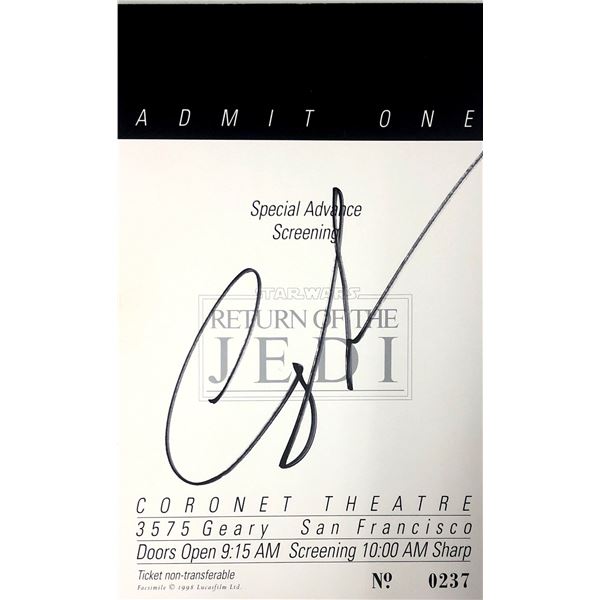 ADMIT ONE
Special Advance
Screening
STAR WARS
RETURN OF THE
JEDI
CORONET THEATRE
3575 Geary San Francisco
Doors Open 9:15 AM Screening 10:00 AM Sharp
Ticket non-transferable
Facsimile © 1998 Lucasfilm Ltd.
Nº 0237